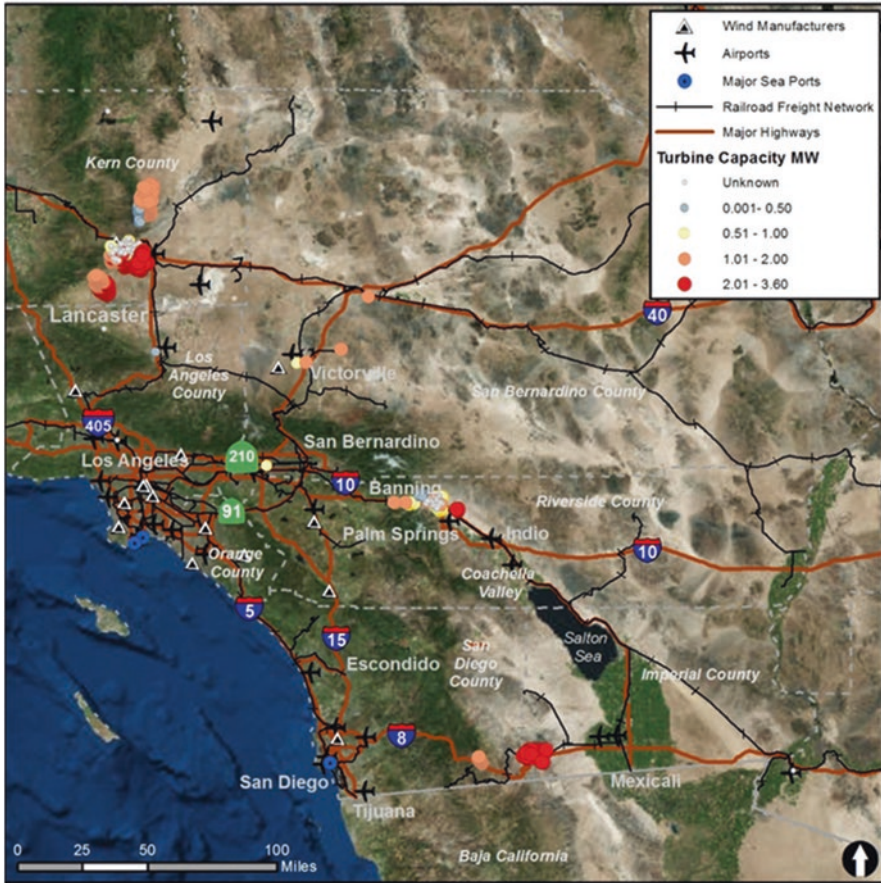 Wind Manufacturers
Airports
Major Sea Ports
Railroad Freight Network
Major Highways
Turbine Capacity MW
Unknown
0.001- 0.50
0.51 - 1.00
1.01 - 2.00
2.01 - 3.60
Kern County
Lancaster
40
Los
Angeles
County
Victorville
San Bernardino County
405
210
San Bernardino
Los Angeles
10
Banning
Riverside County
91
Palm Springs
Indio
10
Orange
County
Coachella
Valley
5
15
Salton
Sea
San
Diego
County
Escondido
Imperial County
8
San Diego
Mexicali
Tijuana
Baja California
0 25 50 100
Miles